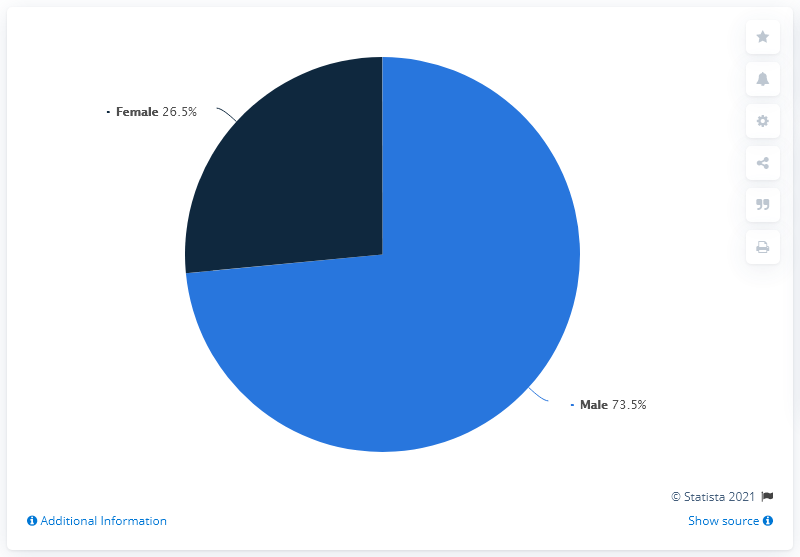 Female 26.5%
Male 73.5%
© Statista 2021
Additional Information
Show source